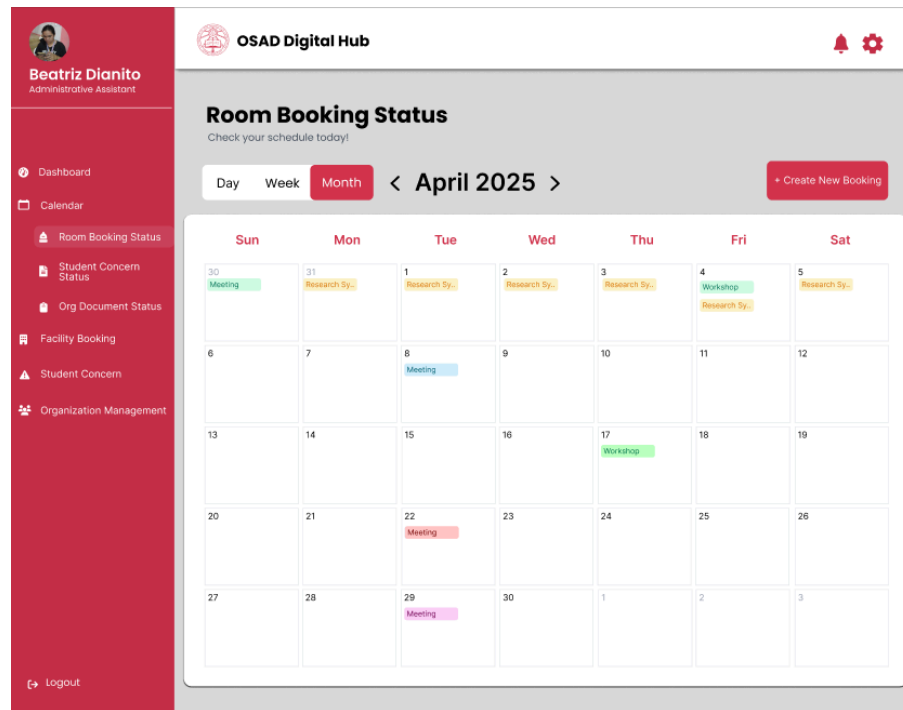 Beatriz Dianito
Administrative Assistant
Dashboard
Calendar
Room Booking Status
Student Concern
Status
Org Document Status
Facility Booking
Student Concern
Organization Management
Logout
OSAD Digital Hub
Room Booking Status
Check your schedule today!
Day Week Month < April 2025 >
+ Create New Booking
Sun Mon Tue Wed Thu Fri Sat
30 31 1 2 3 4 5
Meeting Research Sy... Research Sy... Research Sy... Research Sy... Workshop Research Sy...
Research Sy...
6 7 8 9 10 11 12
Meeting
13 14 15 16 17 18 19
Workshop
20 21 22 23 24 25 26
Meeting
27 28 29 30 1 2 3
Meeting